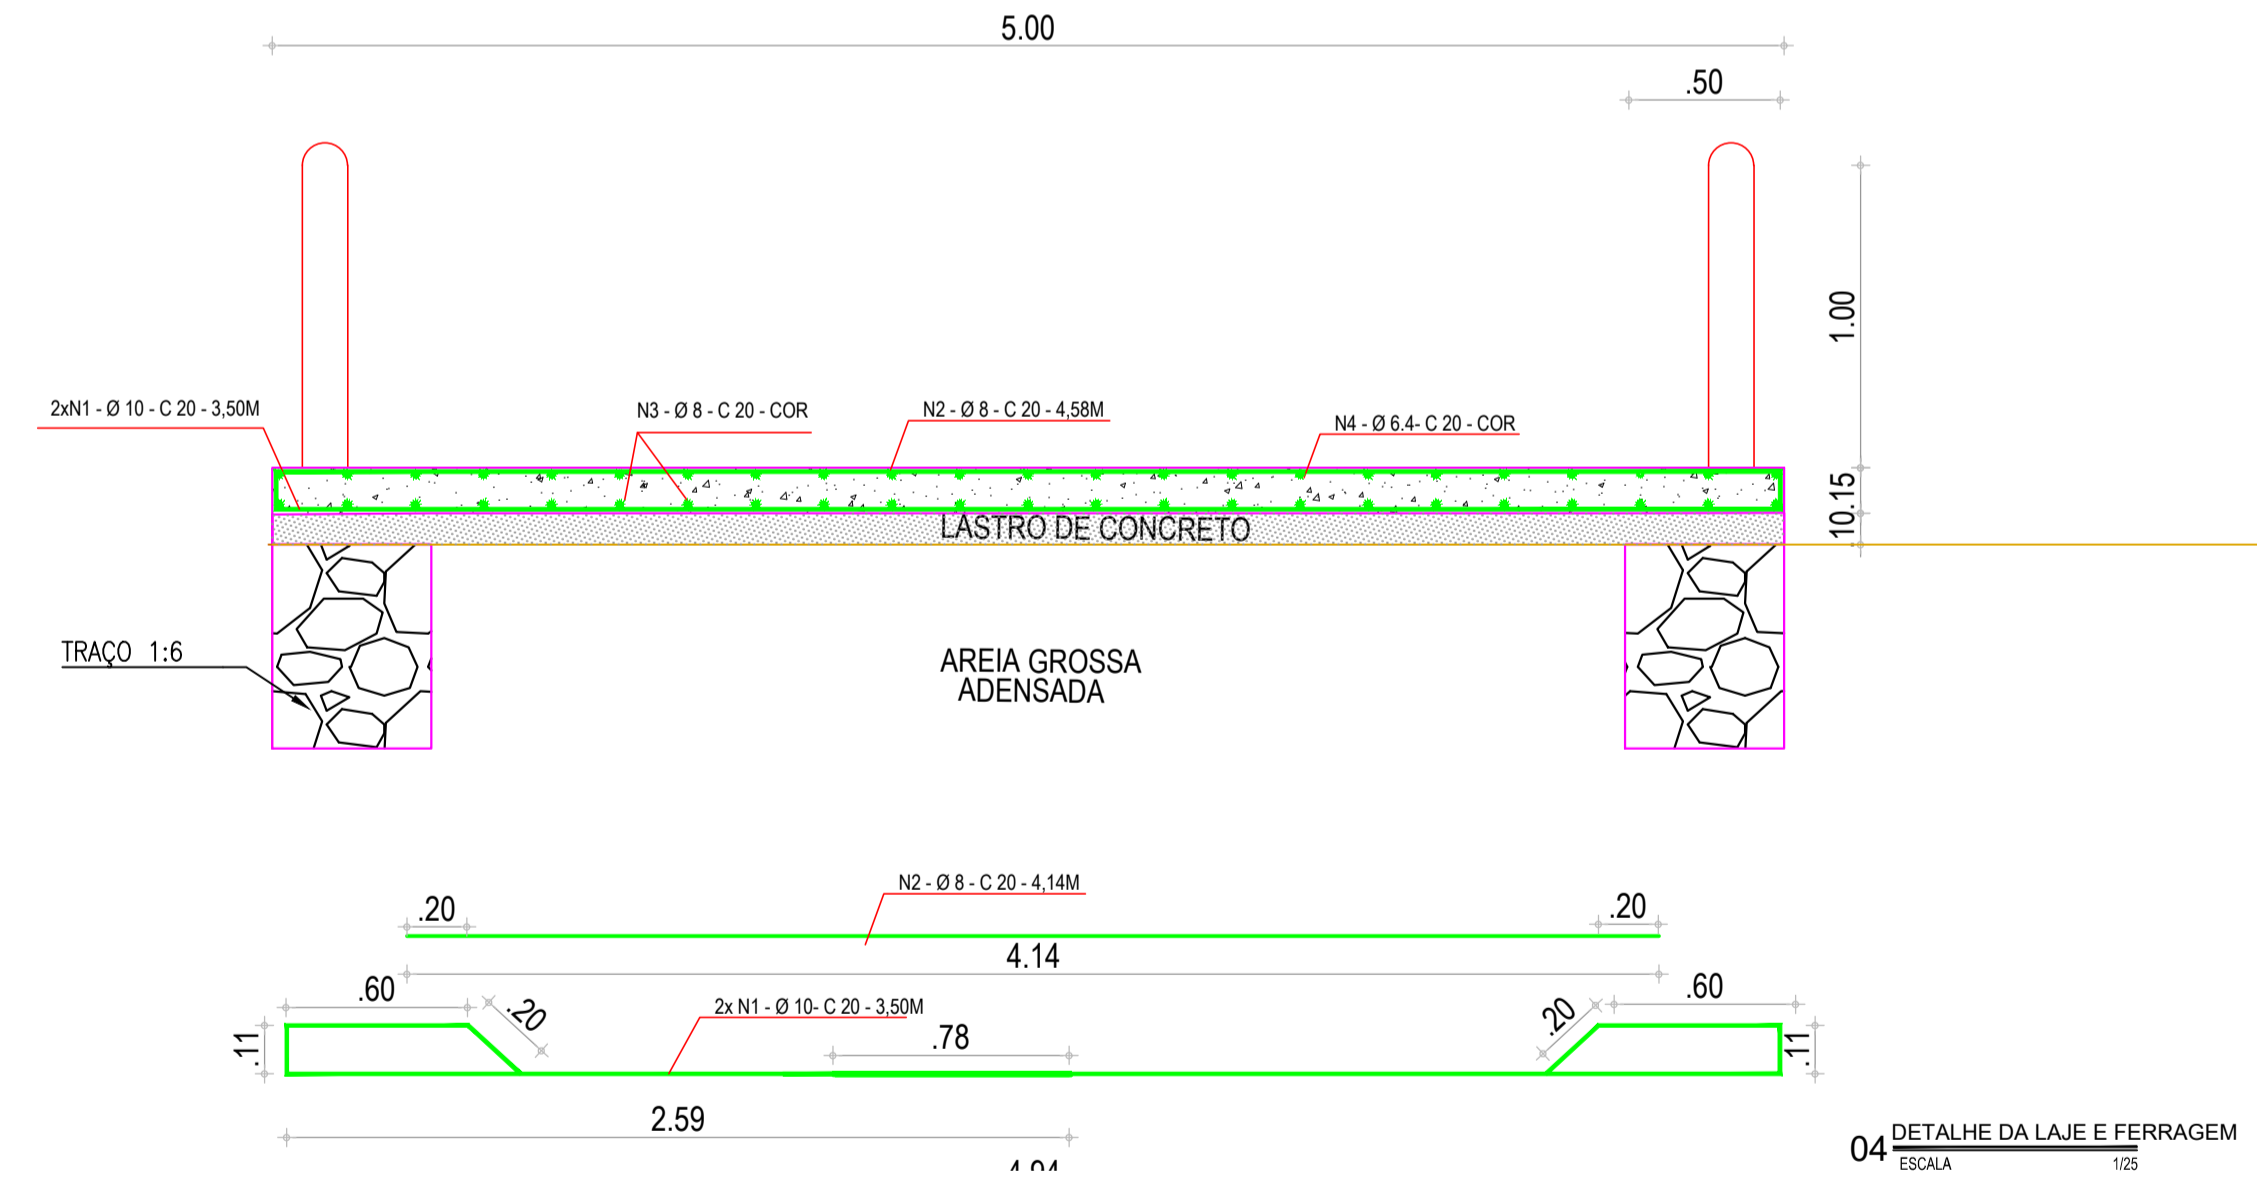 5.00
.50
1.00
2xN1 - Ø 10 - C 20 - 3,50M
N3 - Ø 8 - C 20 - COR
N2 - Ø 8 - C 20 - 4,58M
N4 - Ø 6.4- C 20 - COR
10.15
LASTRO DE CONCRETO
TRAÇO 1:6
AREIA GROSSA
ADENSADA
N2 - Ø 8 - C 20 - 4,14M
.20
.20
4.14
.60
.20
2x N1 - Ø 10- C 20 - 3,50M
.20
.60
.11
.78
.11
2.59
4.94
04 DETALHE DA LAJE E FERRAGEM
ESCALA 1/25